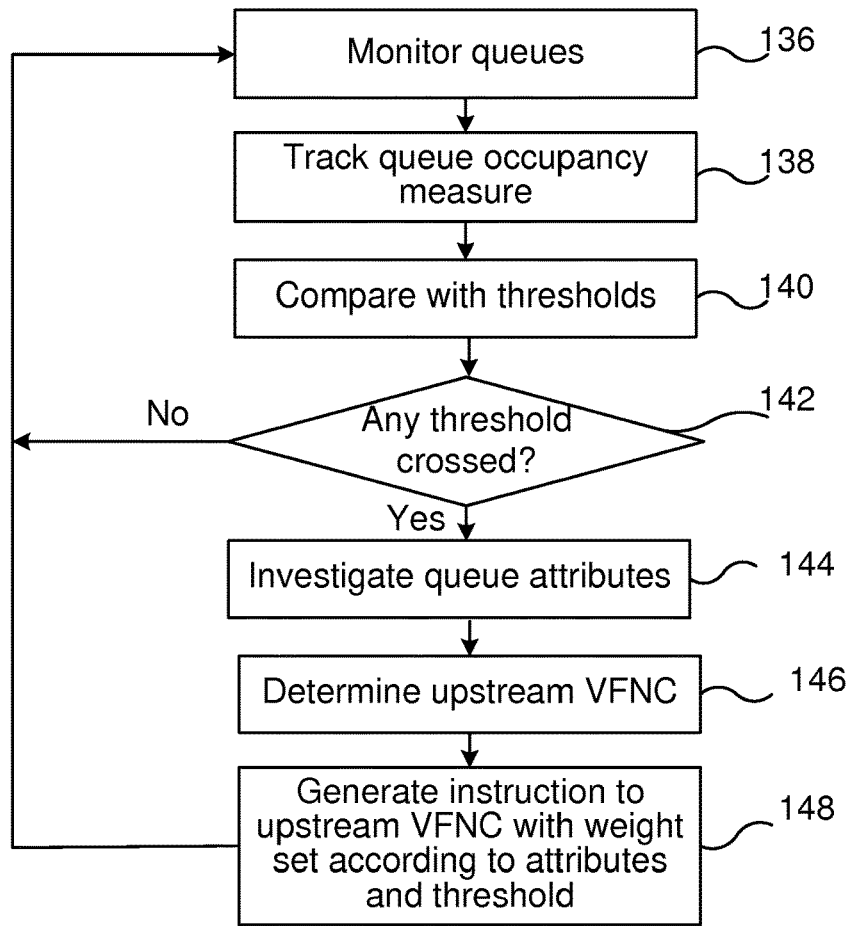 Monitor queues
136
Track queue occupancy
measure
138
Compare with thresholds
140
Any threshold
crossed?
142
No
Yes
Investigate queue attributes
144
Determine upstream VFNC
146
Generate instruction to
upstream VFNC with weight
set according to attributes
and threshold
148